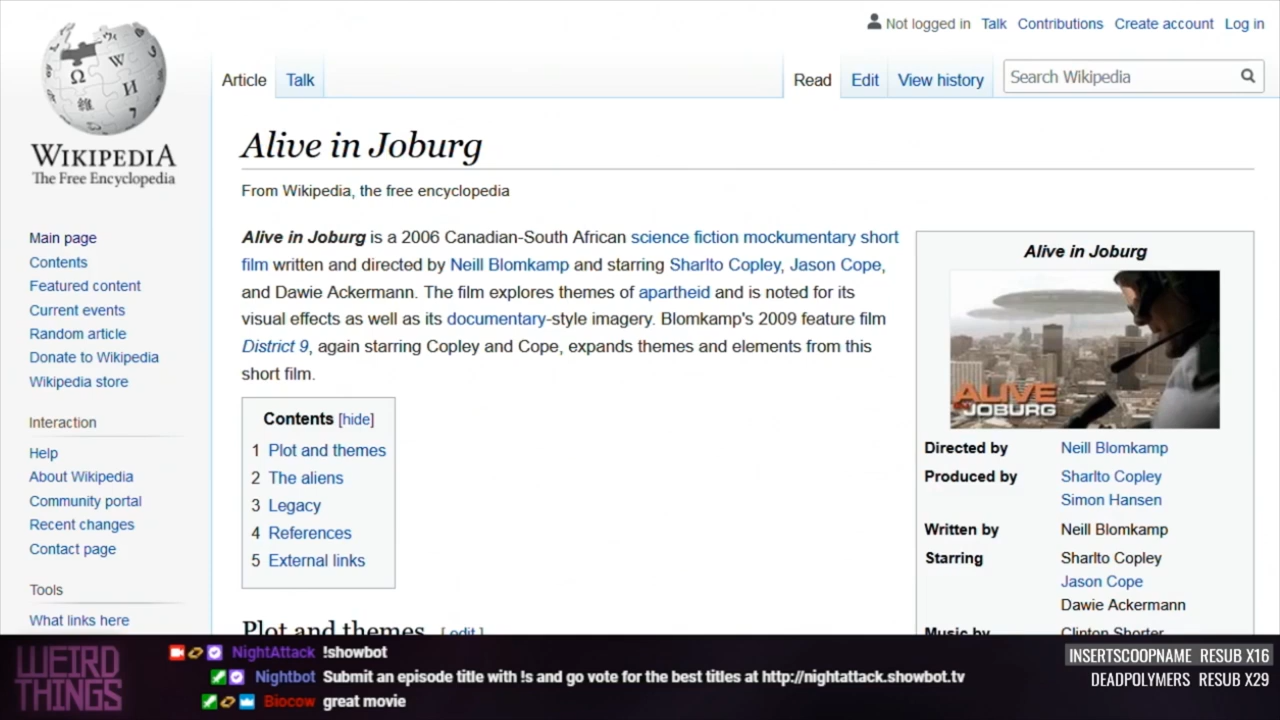 Not logged in Talk Contributions Create account Log in
Article Talk Read Edit View history Search Wikipedia
WIKIPEDIA
The Free Encyclopedia
Main page
Contents
Featured content
Current events
Random article
Donate to Wikipedia
Wikipedia store
Interaction
Help
About Wikipedia
Community portal
Recent changes
Contact page
Tools
What links here
Alive in Joburg
From Wikipedia, the free encyclopedia
Alive in Joburg is a 2006 Canadian-South African science fiction mockumentary short
film written and directed by Neill Blomkamp and starring Sharlto Copley, Jason Cope,
and Dawie Ackermann. The film explores themes of apartheid and is noted for its
visual effects as well as its documentary-style imagery. Blomkamp's 2009 feature film
District 9, again starring Copley and Cope, expands themes and elements from this
short film.
Contents [hide]
1 Plot and themes
2 The aliens
3 Legacy
4 References
5 External links
Plot and themes [edit]
Alive in Joburg
ALIVE
JOBURG
Directed by Neill Blomkamp
Produced by Sharlto Copley
Simon Hansen
Written by Neill Blomkamp
Starring Sharlto Copley
Jason Cope
Dawie Ackermann
Music by Clinton Shorter
WEIRD
THINGS
NightAttack !showbot
Nightbot Submit an episode title with !s and go vote for the best titles at http://nightattack.showbot.tv
Biocow great movie
INSERTSCOOPNAME RESUB X16
DEADPOLYMERS RESUB X29